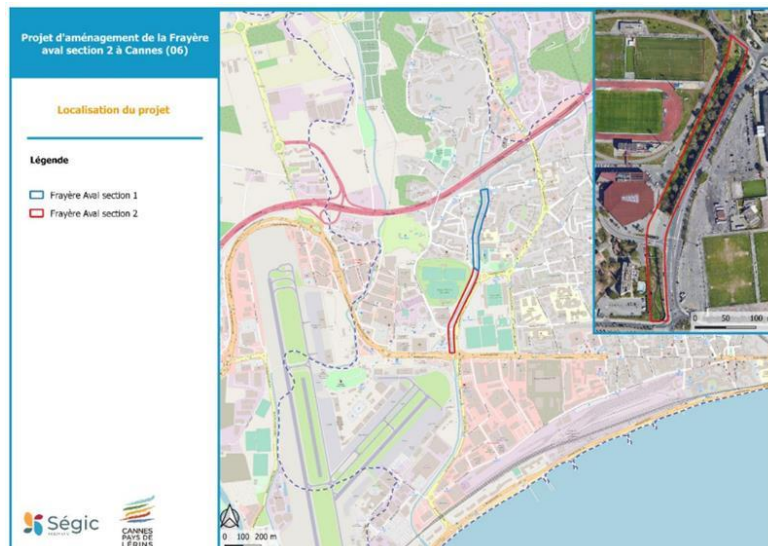 Projet d'aménagement de la Frayère
aval section 2 à Cannes (06)
Localisation du projet
Légende
Frayère Aval section 1
Frayère Aval section 2
Ségic
CANNES
PAYS DE
LÉRINS
0 100 200 m
0 50 100 m